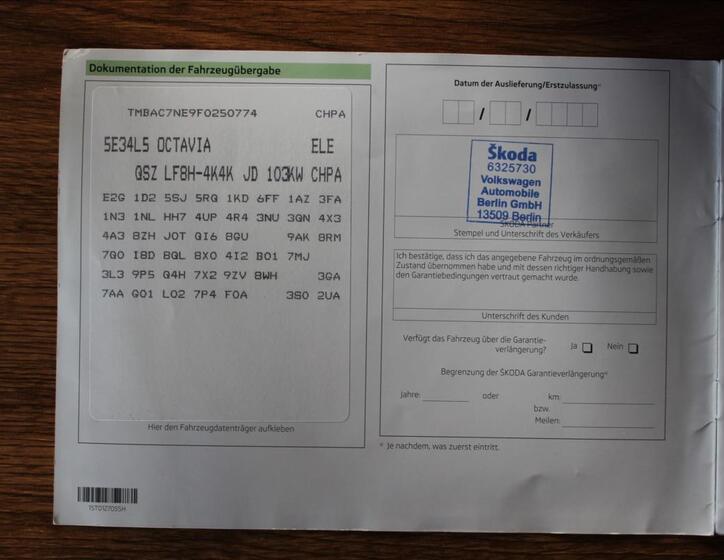 Dokumentation der Fahrzeugübergabe
TMBAC7NE9F0250774 CHPA
5E34L5 OCTAVIA ELE
QSZ LF8H-4K4K JD 103KW CHPA
E2G 1D2 5SJ 5RQ 1KD 6FF 1AZ 3FA
1N3 1NL HH7 4UP 4R4 3NU 3QN 4X3
4A3 8ZH J0T QI6 8GU 9AK 8RM
7G0 I8D 8QL 8X0 4I2 B01 7MJ
3L3 9P5 Q4H 7X2 9ZV 8WH 3GA
7AA G01 L02 7P4 F0A 3S0 2UA
Hier den Fahrzeugdatenträger aufkleben
1ST0127055H
Datum der Auslieferung/Erstzulassung*
/ /
Škoda
6325730
Volkswagen
Automobile
Berlin GmbH
13509 Berlin
ŠKODA Partner
Stempel und Unterschrift des Verkäufers
Ich bestätige, dass ich das angegebene Fahrzeug im ordnungsgemäßen
Zustand übernommen habe und mit dessen richtiger Handhabung sowie
den Garantiebedingungen vertraut gemacht wurde.
Unterschrift des Kunden
Verfügt das Fahrzeug über die Garantie-
verlängerung? Ja Nein
Begrenzung der ŠKODA Garantieverlängerung*
Jahre: oder km:
bzw.
Meilen:
* Je nachdem, was zuerst eintritt.